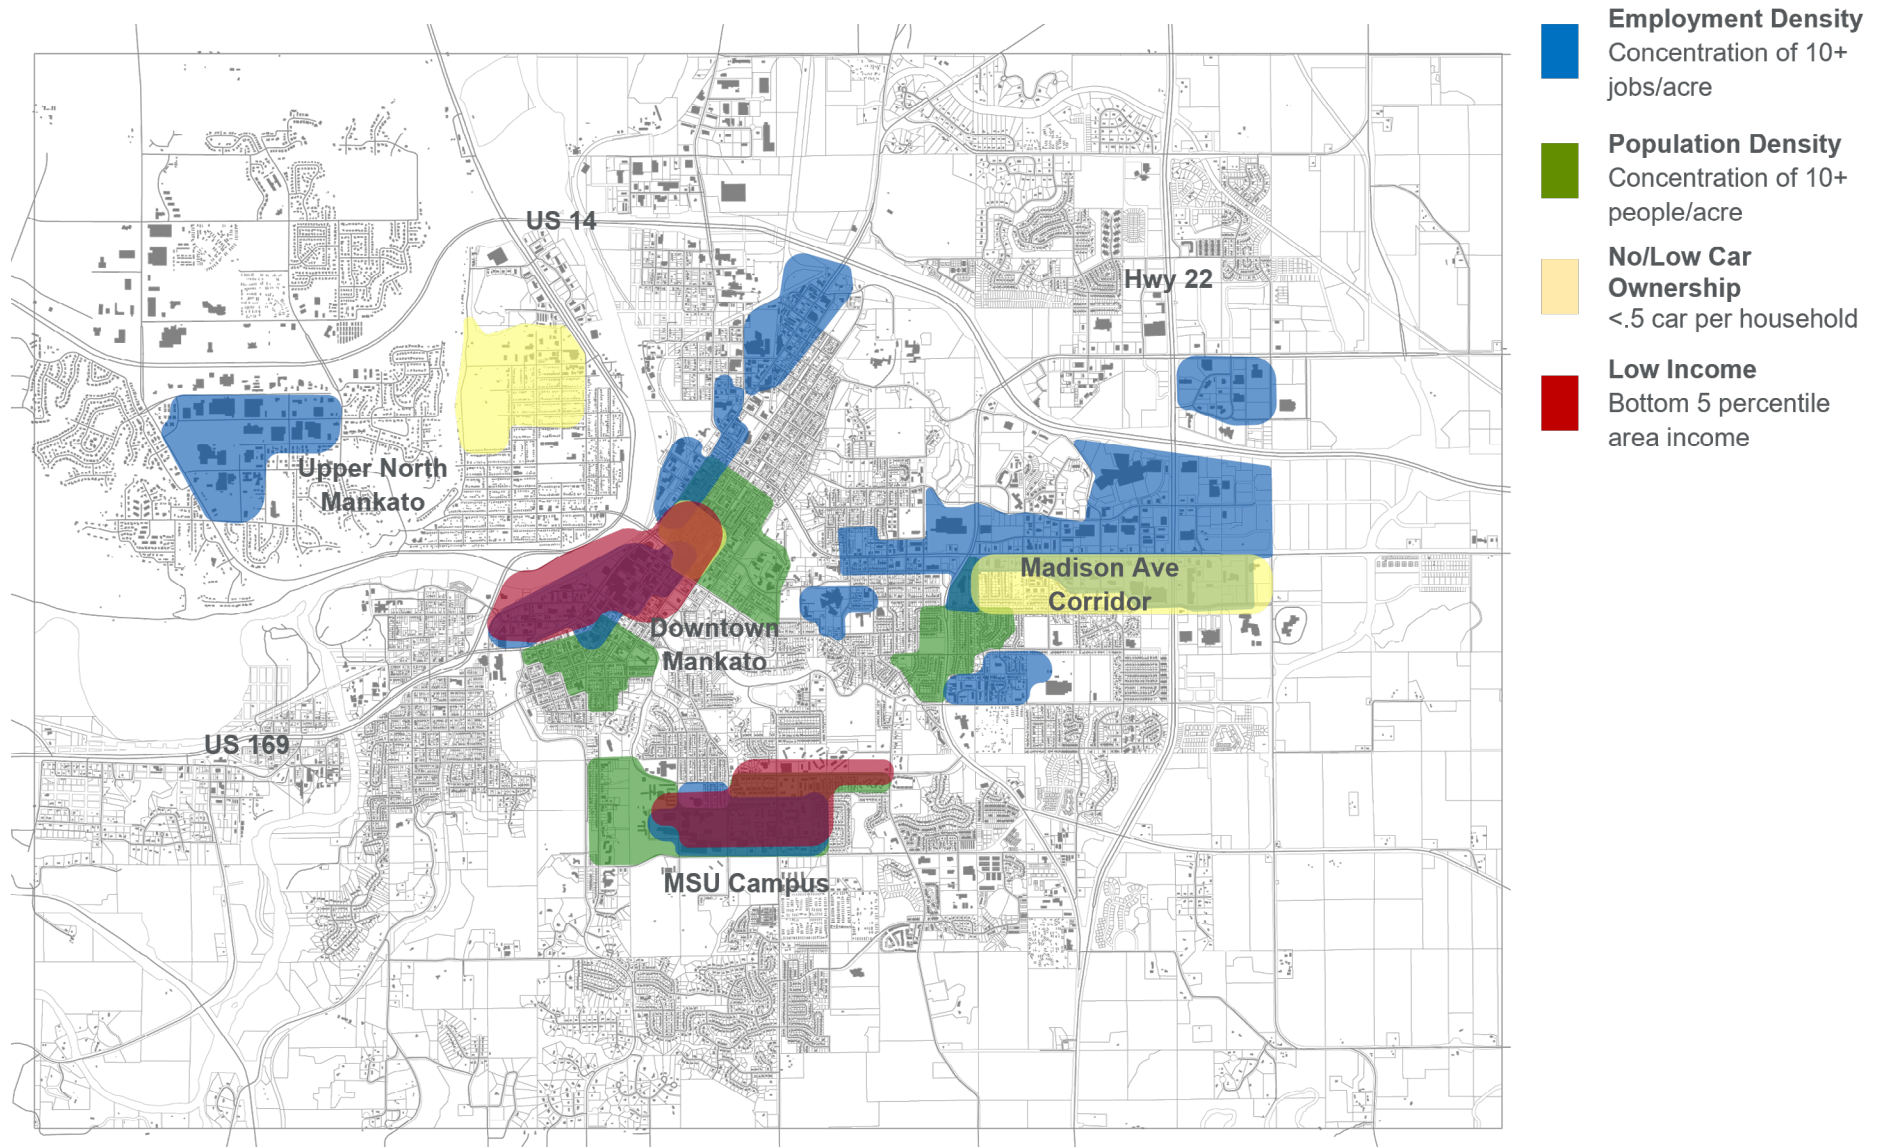 Employment Density
Concentration of 10+
jobs/acre
Population Density
Concentration of 10+
people/acre
No/Low Car
Ownership
<.5 car per household
Low Income
Bottom 5 percentile
area income
US 14
Hwy 22
Upper North
Mankato
Madison Ave
Corridor
Downtown
Mankato
US 169
MSU Campus